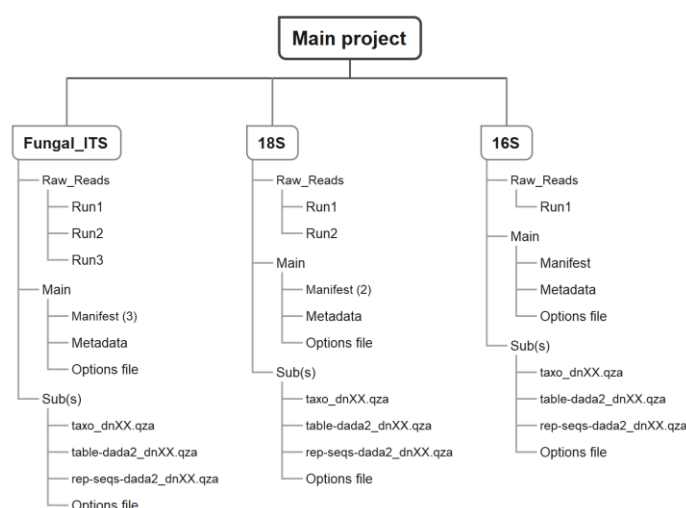 Main project
Fungal_ITS
Raw_Reads
Run1
Run2
Run3
Main
Manifest (3)
Metadata
Options file
Sub(s)
taxo_dnXX.qza
table-dada2_dnXX.qza
rep-seqs-dada2_dnXX.qza
Options file
18S
Raw_Reads
Run1
Run2
Main
Manifest (2)
Metadata
Options file
Sub(s)
taxo_dnXX.qza
table-dada2_dnXX.qza
rep-seqs-dada2_dnXX.qza
Options file
16S
Raw_Reads
Run1
Main
Manifest
Metadata
Options file
Sub(s)
taxo_dnXX.qza
table-dada2_dnXX.qza
rep-seqs-dada2_dnXX.qza
Options file